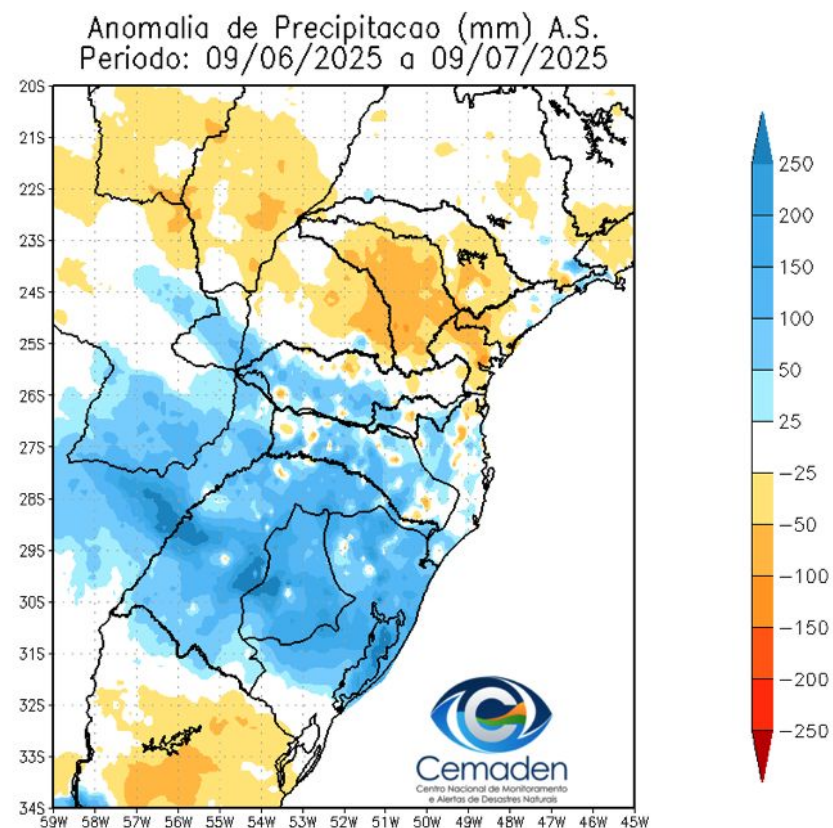 Anomalia de Precipitacao (mm) A.S.
Periodo: 09/06/2025 a 09/07/2025
20S
21S
22S
23S
24S
25S
26S
27S
28S
29S
30S
31S
32S
33S
34S
59W 58W 57W 56W 55W 54W 53W 52W 51W 50W 49W 48W 47W 46W 45W
250
200
150
100
50
25
-25
-50
-100
-150
-200
-250
Cemaden
Centro Nacional de Monitoramento
e Alertas de Desastres Naturais